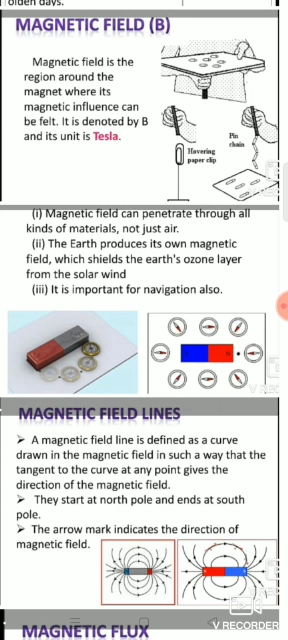 olden days.
MAGNETIC FIELD (B)
Magnetic field is the
region around the
magnet where its
magnetic influence can
be felt. It is denoted by B
and its unit is Tesla.
Hovering
paper clip
Pin
chain
(i) Magnetic field can penetrate through all
kinds of materials, not just air.
(ii) The Earth produces its own magnetic
field, which shields the earth's ozone layer
from the solar wind
(iii) It is important for navigation also.
MAGNETIC FIELD LINES
➢ A magnetic field line is defined as a curve
drawn in the magnetic field in such a way that the
tangent to the curve at any point gives the
direction of the magnetic field.
➢ They start at north pole and ends at south
pole.
➢ The arrow mark indicates the direction of
magnetic field.
V RECORDER
MAGNETIC FLUX